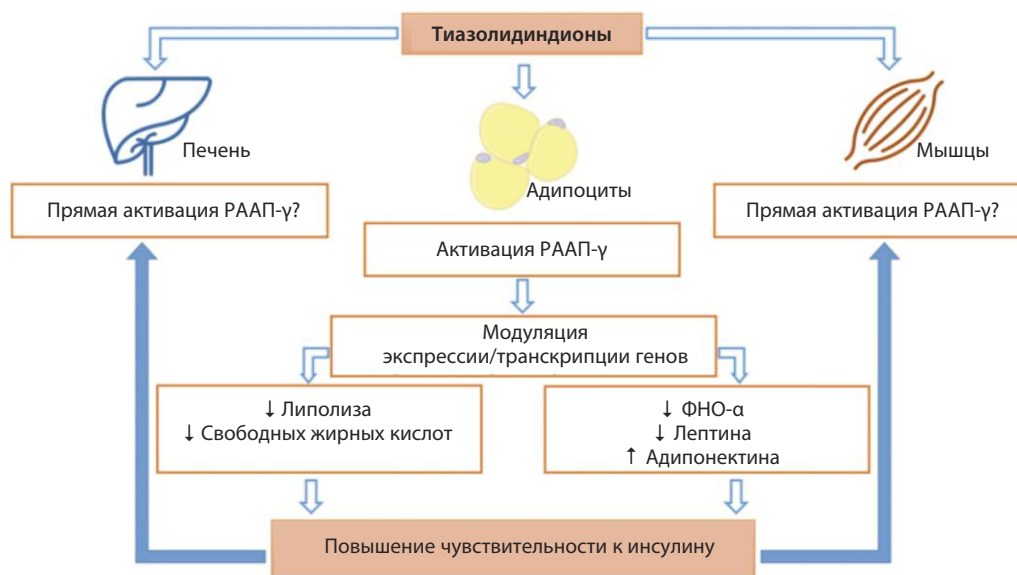 Тиазолидиндионы
Печень
Адипоциты
Мышцы
Прямая активация РААП-γ?
Активация РААП-γ
Прямая активация РААП-γ?
Модуляция
экспрессии/транскрипции генов
↓ Липолиза
↓ Свободных жирных кислот
↓ ФНО-α
↓ Лептина
↑ Адипонектина
Повышение чувствительности к инсулину